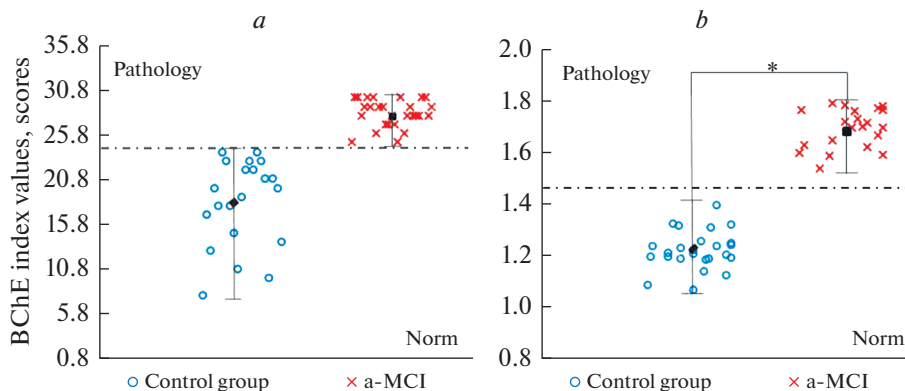 a
b
BChE index values, scores
35.8
30.8
25.8
20.8
15.8
10.8
5.8
0.8
Pathology
Norm
Control group
a-MCI
2.0
1.8
1.6
1.4
1.2
1.0
0.8
Pathology
*
Norm
Control group
a-MCI